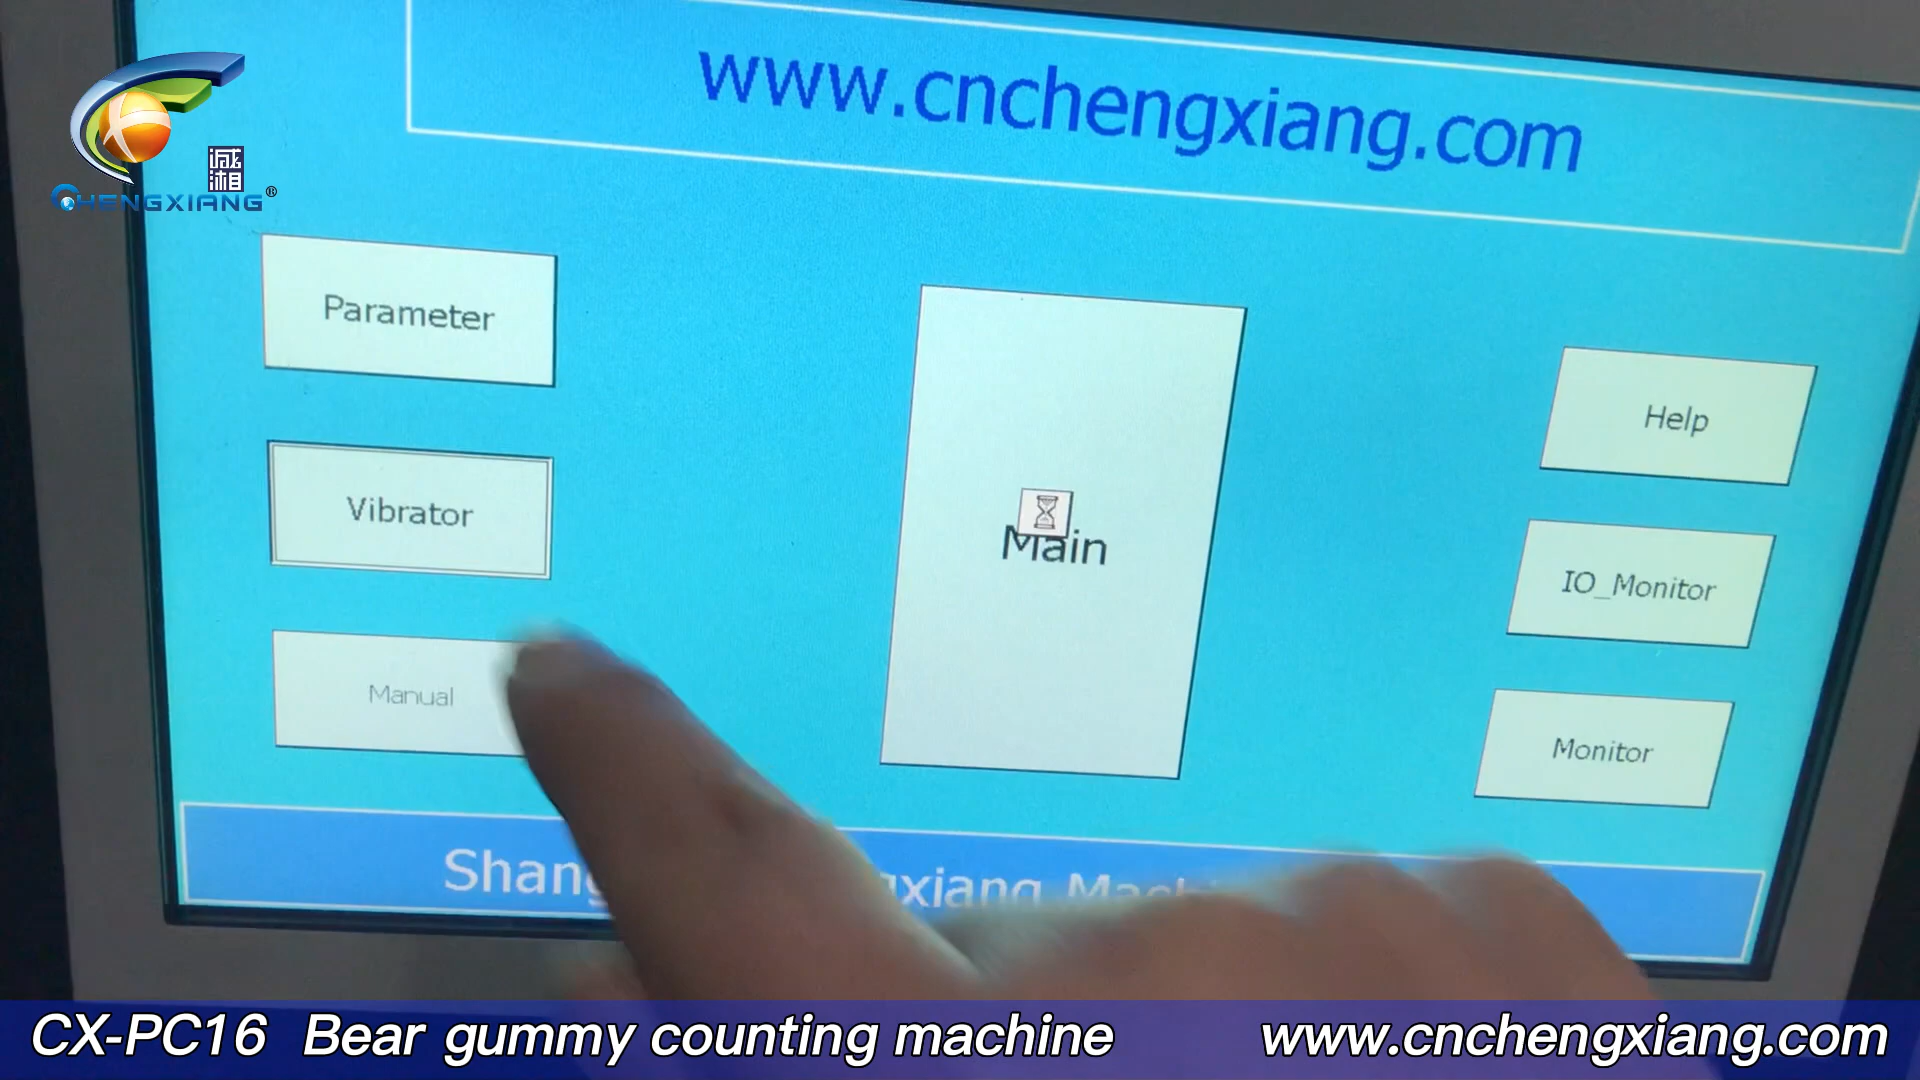 www.cnchengxiang.com
诚
湘
CHENGXIANG®
Parameter
Vibrator
Manual
Main
Help
IO_Monitor
Monitor
CX-PC16 Bear gummy counting machine
www.cnchengxiang.com